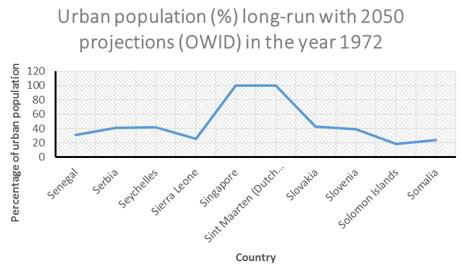 Urban population (%) long-run with 2050
projections (OWID) in the year 1972
Percentage of urban population
120
100
80
60
40
20
0
Senegal
Serbia
Seychelles
Sierra Leone
Singapore
Sint Maarten (Dutch...
Slovakia
Slovenia
Solomon Islands
Somalia
Country